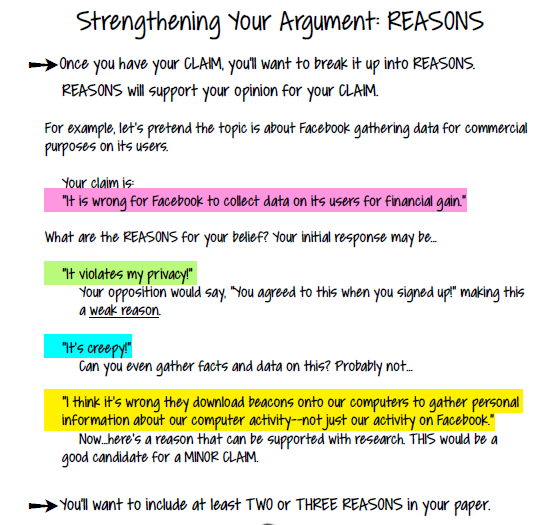 Strengthening Your Argument: REASONS
Once you have your CLAIM, you'll want to break it up into REASONS.
REASONS will support your opinion for your CLAIM.
For example, let's pretend the topic is about Facebook gathering data for commercial
purposes on its users.
Your claim is:
"It is wrong for Facebook to collect data on its users for financial gain."
What are the REASONS for your belief? Your initial response may be...
"It violates my privacy!"
Your opposition would say, "You agreed to this when you signed up!" making this
a weak reason.
"It's creepy!"
Can you even gather facts and data on this? Probably not...
"I think it's wrong they download beacons onto our computers to gather personal
information about our computer activity--not just our activity on Facebook."
Now...here's a reason that can be supported with research. THIS would be a
good candidate for a MINOR CLAIM.
You'll want to include at least TWO or THREE REASONS in your paper.